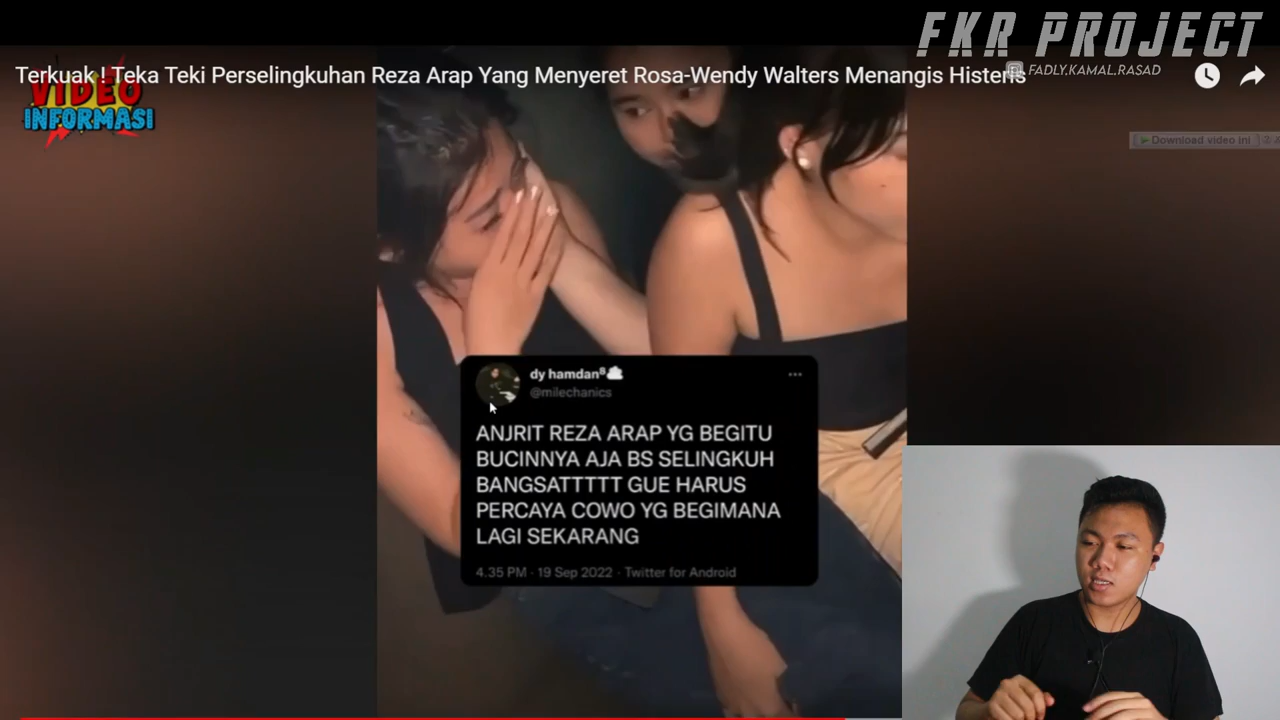 FKR PROJECT
FADLY.KAMAL.RASAD
Terkuak ! Teka Teki Perselingkuhan Reza Arap Yang Menyeret Rosa-Wendy Walters Menangis Histeris
VIDEO
INFORMASI
Download video ini
dy hamdan⁸
@milechanics
ANJRIT REZA ARAP YG BEGITU
BUCINNYA AJA BS SELINGKUH
BANGSATTTTT GUE HARUS
PERCAYA COWO YG BEGIMANA
LAGI SEKARANG
4.35 PM · 19 Sep 2022 · Twitter for Android